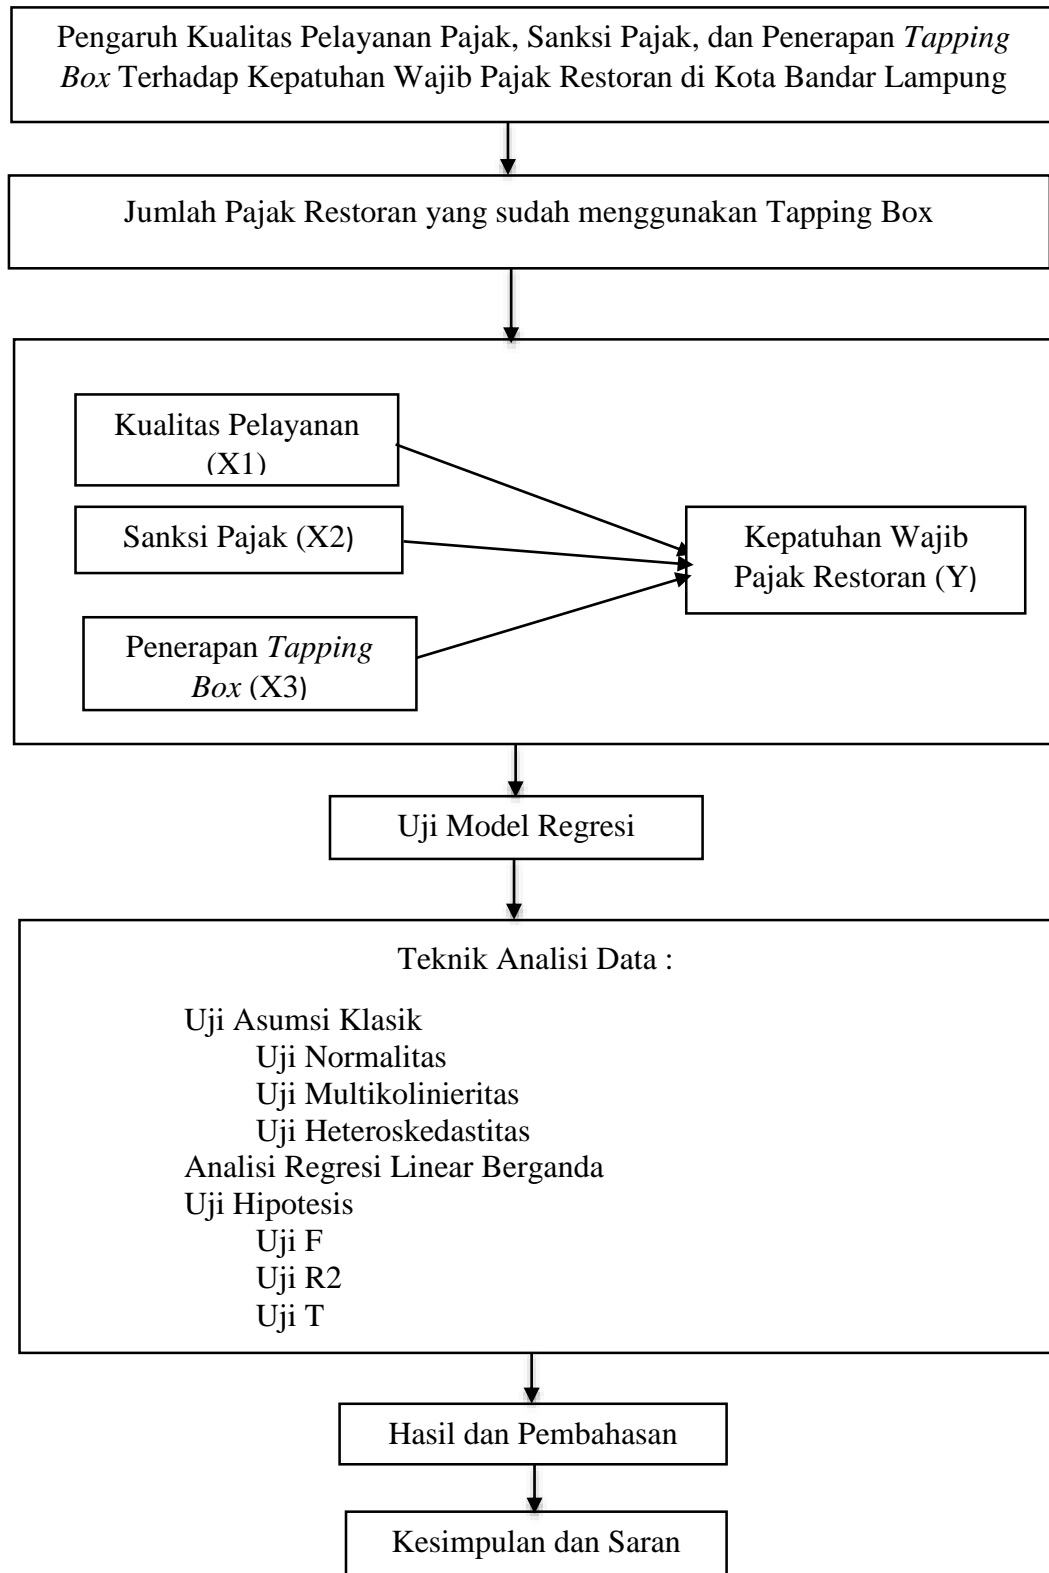 Pengaruh Kualitas Pelayanan Pajak, Sanksi Pajak, dan Penerapan Tapping
Box Terhadap Kepatuhan Wajib Pajak Restoran di Kota Bandar Lampung
Jumlah Pajak Restoran yang sudah menggunakan Tapping Box
Kualitas Pelayanan
(X1)
Sanksi Pajak (X2)
Penerapan Tapping
Box (X3)
Kepatuhan Wajib
Pajak Restoran (Y)
Uji Model Regresi
Teknik Analisi Data :
Uji Asumsi Klasik
Uji Normalitas
Uji Multikolinieritas
Uji Heteroskedastitas
Analisi Regresi Linear Berganda
Uji Hipotesis
Uji F
Uji R2
Uji T
Hasil dan Pembahasan
Kesimpulan dan Saran